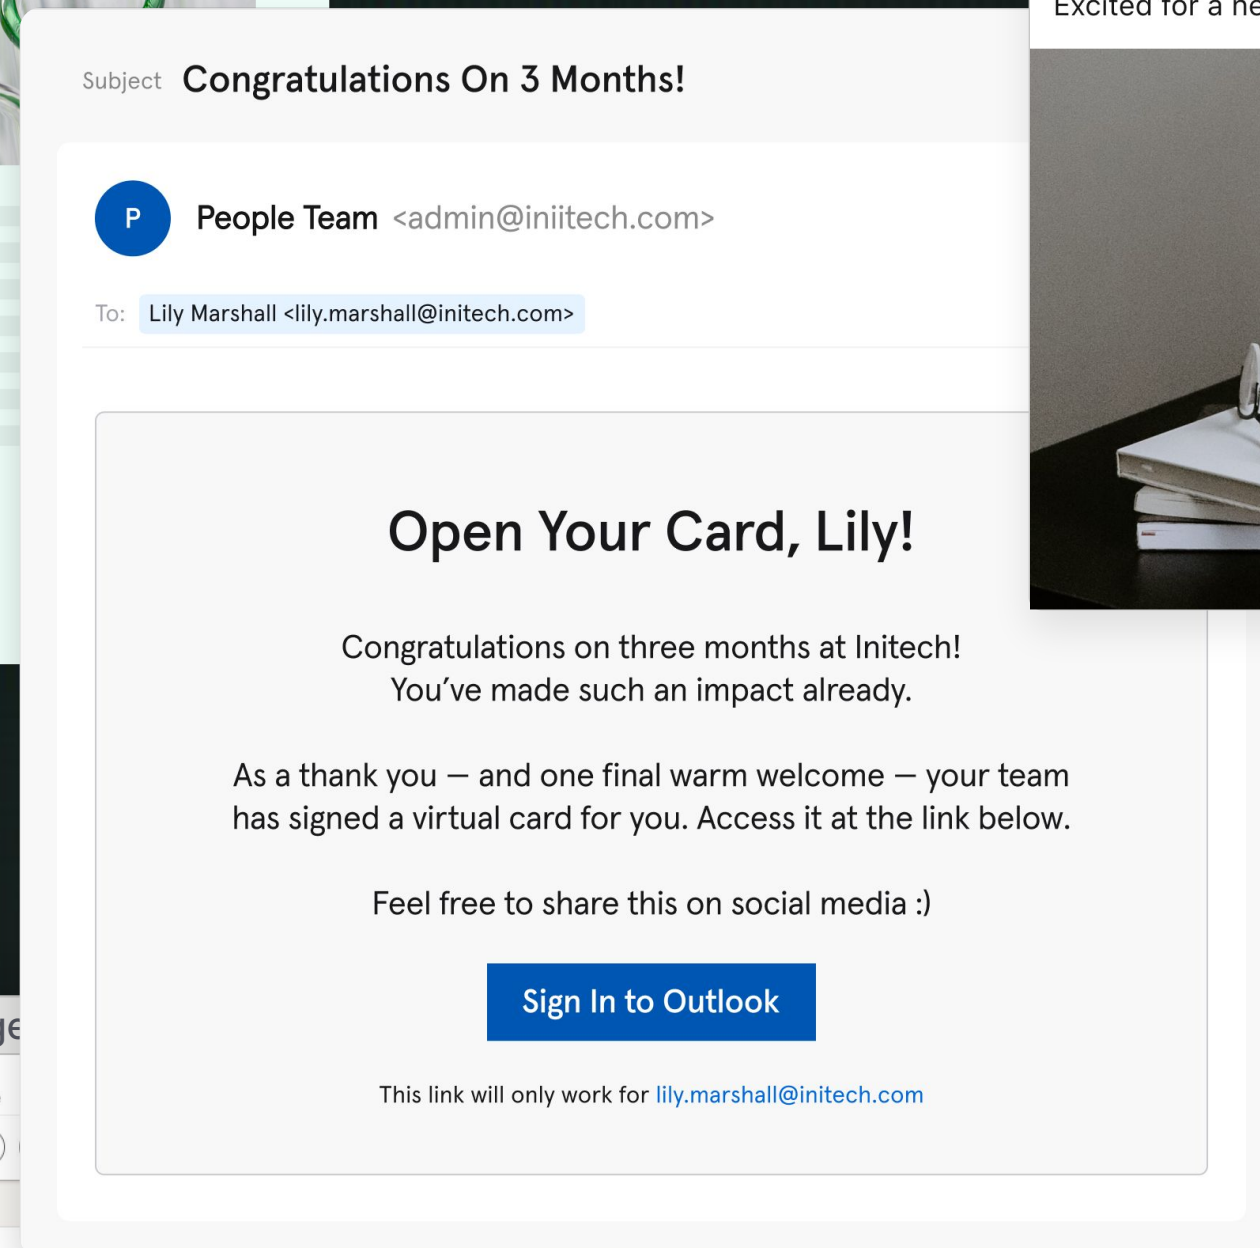 Excited for a
Subject Congratulations On 3 Months!
P
People Team <admin@iniitech.com>
To: Lily Marshall <lily.marshall@initech.com>
Open Your Card, Lily!
Congratulations on three months at Initech!
You’ve made such an impact already.
As a thank you — and one final warm welcome — your team
has signed a virtual card for you. Access it at the link below.
Feel free to share this on social media :)
Sign In to Outlook
This link will only work for lily.marshall@initech.com